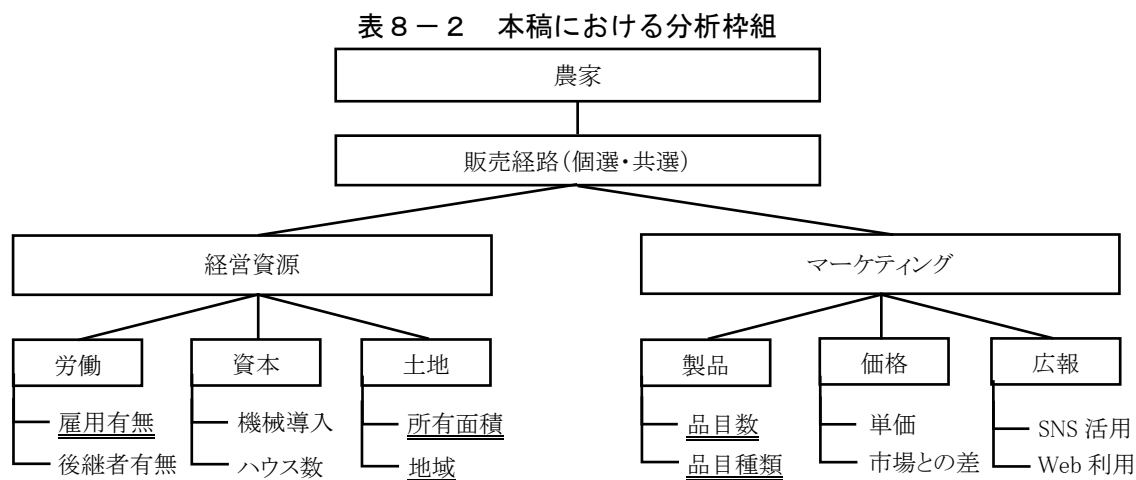 表８－２ 本稿における分析枠組
農家
販売経路(個選・共選)
経営資源
マーケティング
労働
資本
土地
製品
価格
広報
雇用有無
機械導入
所有面積
品目数
単価
SNS 活用
後継者有無
ハウス数
地域
品目種類
市場との差
Web 利用